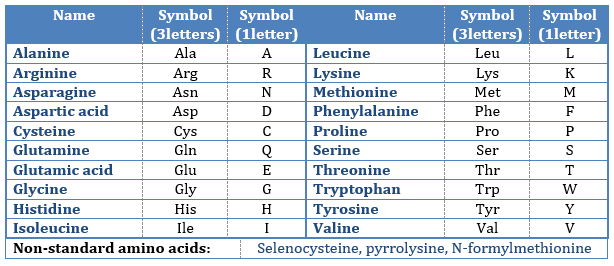 Name Symbol (3letters) Symbol (1letter) Name Symbol (3letters) Symbol (1letter)
Alanine Ala A Leucine Leu L
Arginine Arg R Lysine Lys K
Asparagine Asn N Methionine Met M
Aspartic acid Asp D Phenylalanine Phe F
Cysteine Cys C Proline Pro P
Glutamine Gln Q Serine Ser S
Glutamic acid Glu E Threonine Thr T
Glycine Gly G Tryptophan Trp W
Histidine His H Tyrosine Tyr Y
Isoleucine Ile I Valine Val V
Non-standard amino acids: Selenocysteine, pyrrolysine, N-formylmethionine